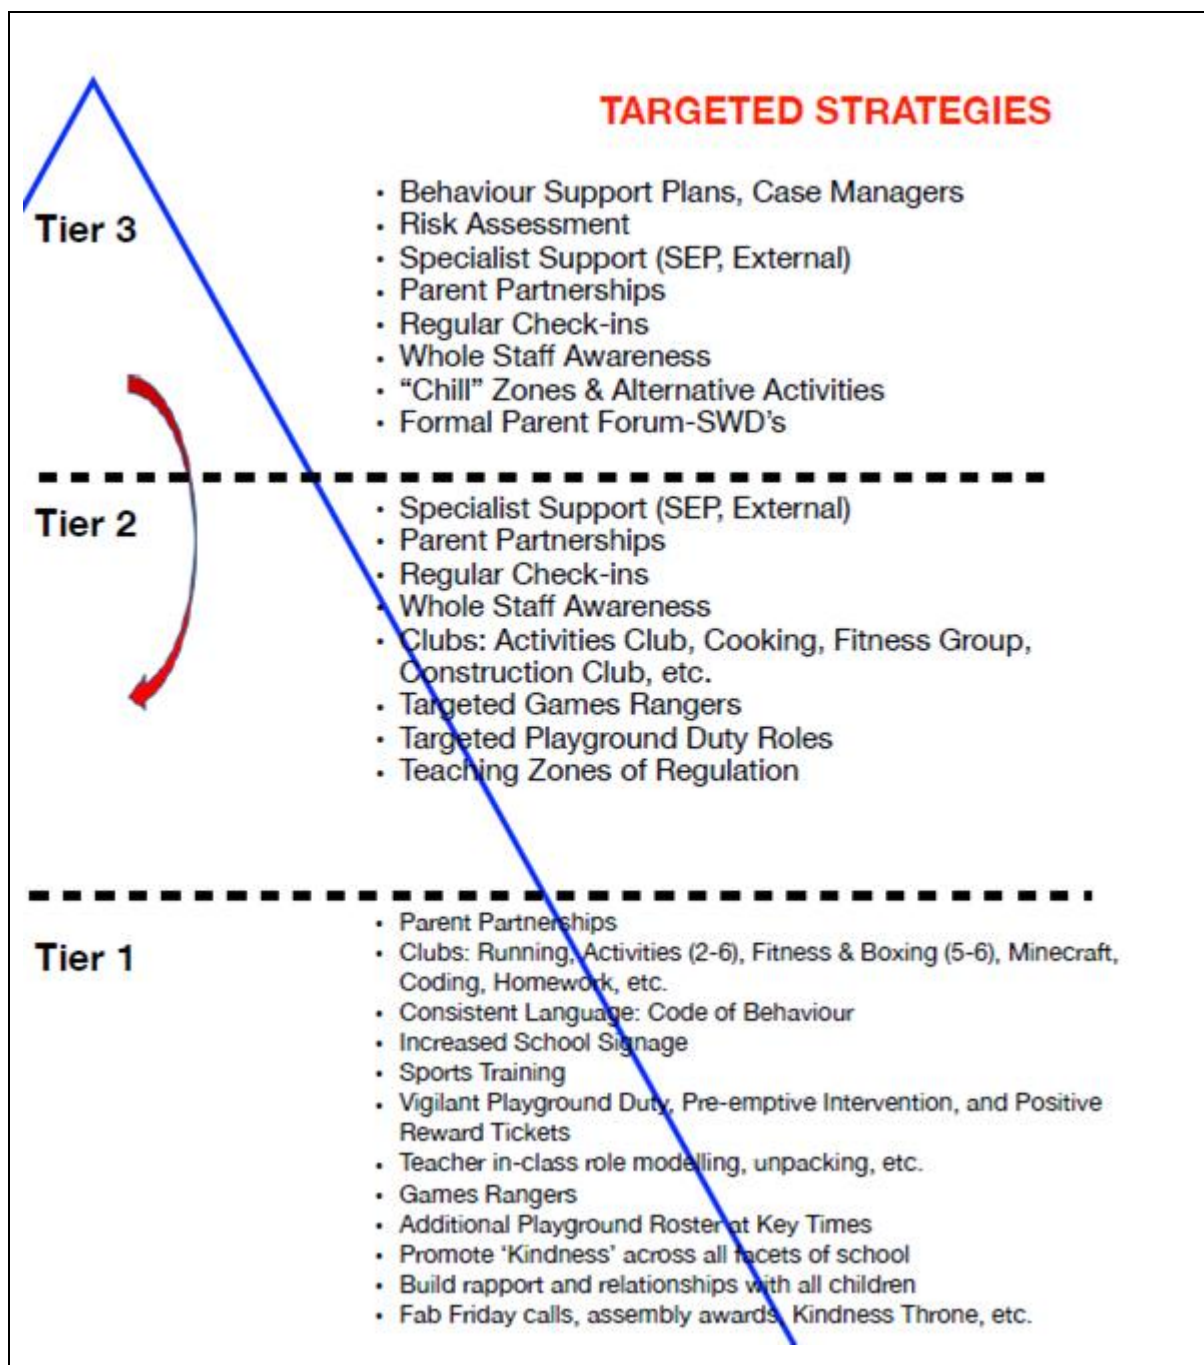 TARGETED STRATEGIES
Tier 3
• Behaviour Support Plans, Case Managers
• Risk Assessment
• Specialist Support (SEP, External)
• Parent Partnerships
• Regular Check-ins
• Whole Staff Awareness
• “Chill” Zones & Alternative Activities
• Formal Parent Forum-SWD’s
Tier 2
• Specialist Support (SEP, External)
• Parent Partnerships
• Regular Check-ins
• Whole Staff Awareness
• Clubs: Activities Club, Cooking, Fitness Group,
Construction Club, etc.
• Targeted Games Rangers
• Targeted Playground Duty Roles
• Teaching Zones of Regulation
Tier 1
• Parent Partnerships
• Clubs: Running, Activities (2-6), Fitness & Boxing (5-6), Minecraft,
Coding, Homework, etc.
• Consistent Language: Code of Behaviour
• Increased School Signage
• Sports Training
• Vigilant Playground Duty, Pre-emptive Intervention, and Positive
Reward Tickets
• Teacher in-class role modelling, unpacking, etc.
• Games Rangers
• Additional Playground Roster at Key Times
• Promote ‘Kindness’ across all facets of school
• Build rapport and relationships with all children
• Fab Friday calls, assembly awards, Kindness Throne, etc.